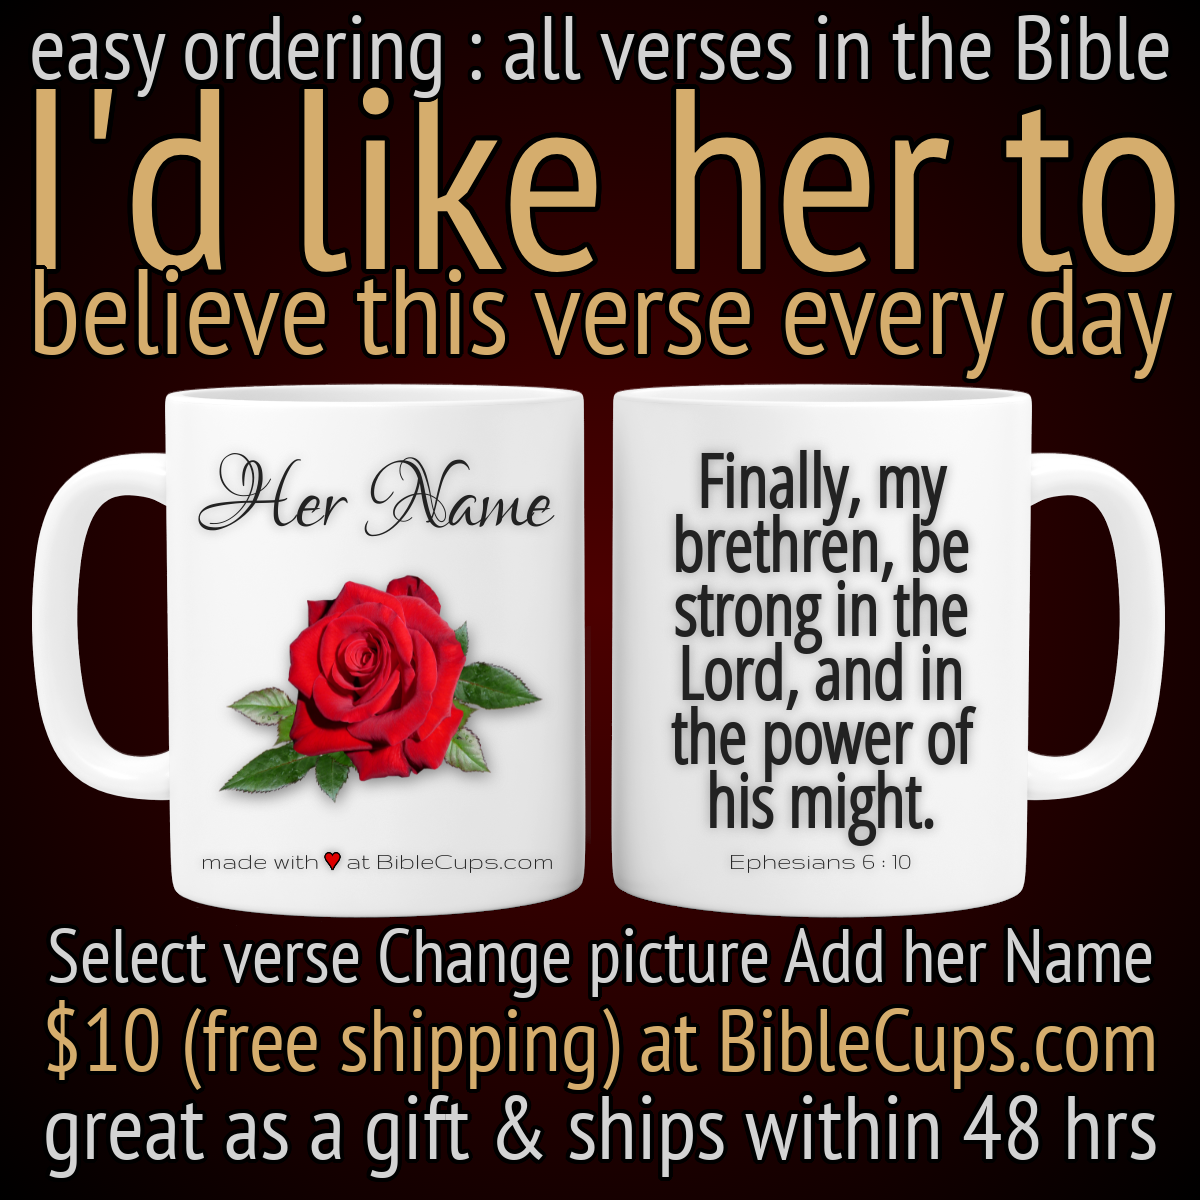 easy ordering : all verses in the Bible
I'd like her to
believe this verse every day
Her Name
made with ♥ at BibleCups.com
Finally, my
brethren, be
strong in the
Lord, and in
the power of
his might.
Ephesians 6 : 10
Select verse Change picture Add her Name
$10 (free shipping) at BibleCups.com
great as a gift & ships within 48 hrs